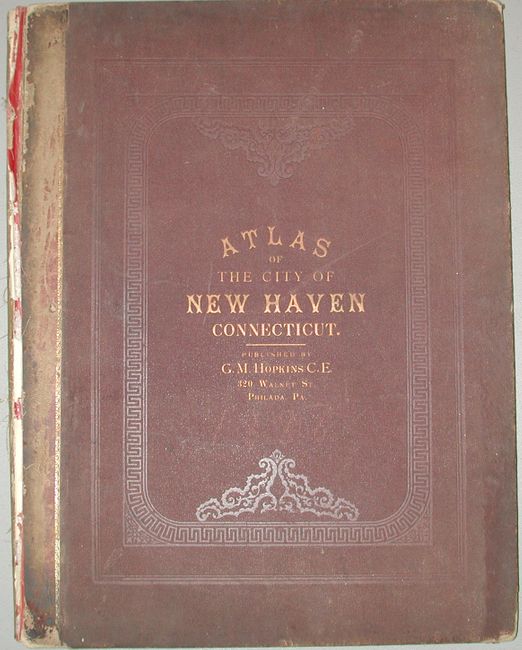 ATLAS
OF
THE CITY OF
NEW HAVEN
CONNECTICUT.
PUBLISHED BY
G.M. HOPKINS C.E.
320 WALNUT ST.
PHILADA. PA.